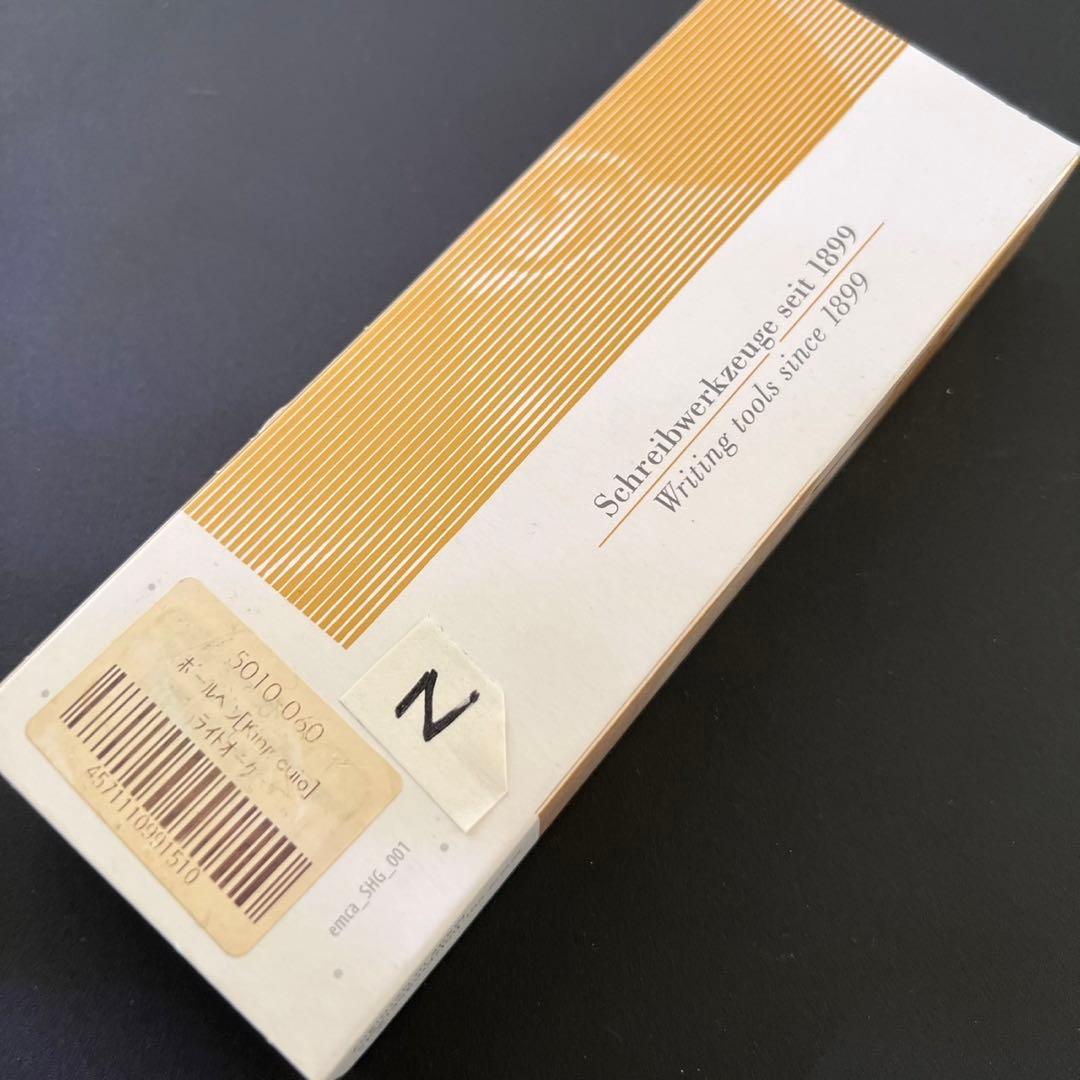 Schreibwerkzeuge seit 1899
Writing tools since 1899
5010-060
ボールペン[King cuiol
ライトオーク
4571110991510
N
emca_SHG_001